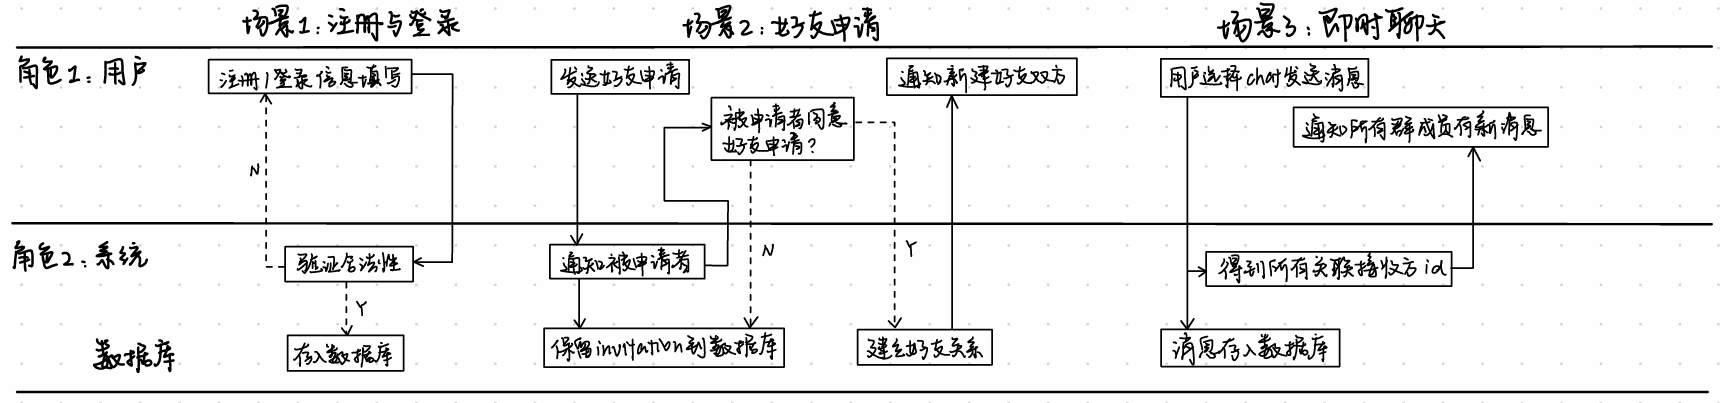 场景1：注册与登录
场景2：好友申请
场景3：即时聊天
角色1：用户
注册/登录信息填写
发送好友申请
通知新建好友双方
用户选择chat发送消息
被申请者同意
好友申请？
通知所有群成员有新消息
N
角色2：系统
验证合法性
通知被申请者
N
Y
得到所有关联接收方id
Y
数据库
存入数据库
保留invitation到数据库
建立好友关系
消息存入数据库